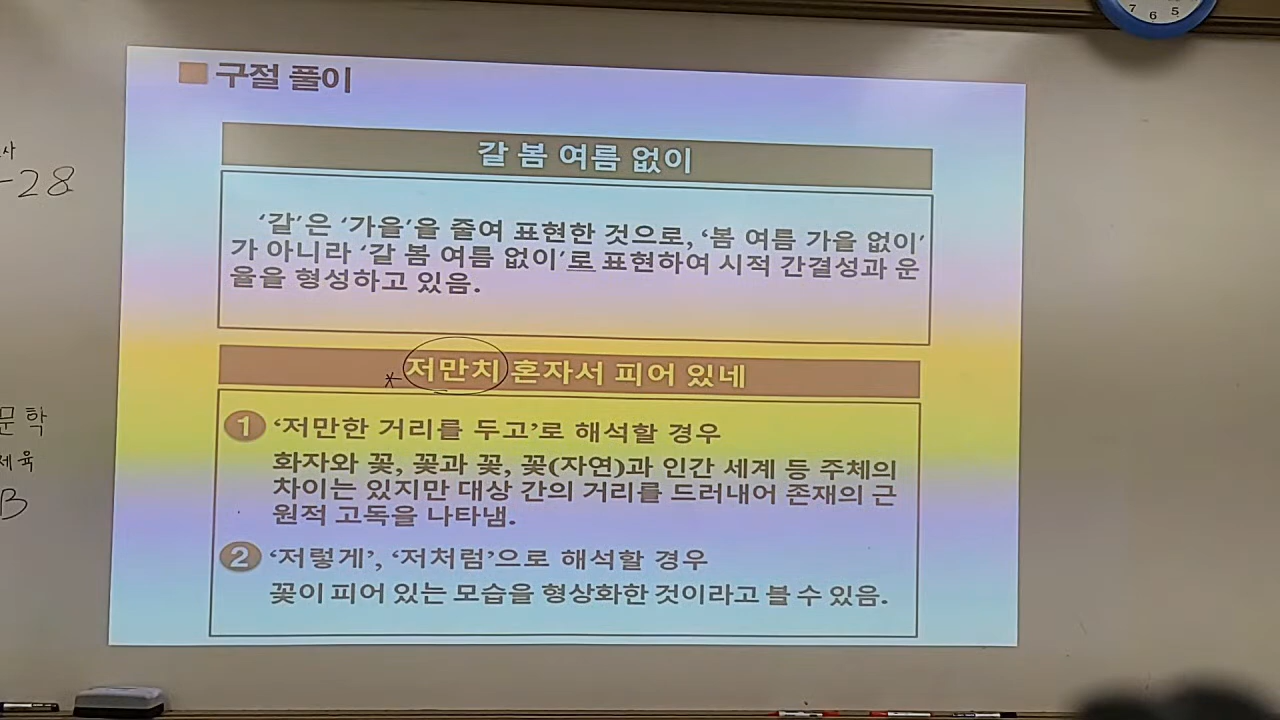 7 6 5
구절 풀이
갈 봄 여름 없이
‘갈’은 ‘가을’을 줄여 표현한 것으로, ‘봄 여름 가을 없이’
가 아니라 ‘갈 봄 여름 없이’로 표현하여 시적 간결성과 운
율을 형성하고 있음.
-28
*저만치 혼자서 피어 있네
1 ‘저만한 거리를 두고’로 해석할 경우
화자와 꽃, 꽃과 꽃, 꽃(자연)과 인간 세계 등 주체의
차이는 있지만 대상 간의 거리를 드러내어 존재의 근
원적 고독을 나타냄.
2 ‘저렇게’, ‘저처럼’으로 해석할 경우
꽃이 피어 있는 모습을 형상화한 것이라고 볼 수 있음.
문학
체육
B